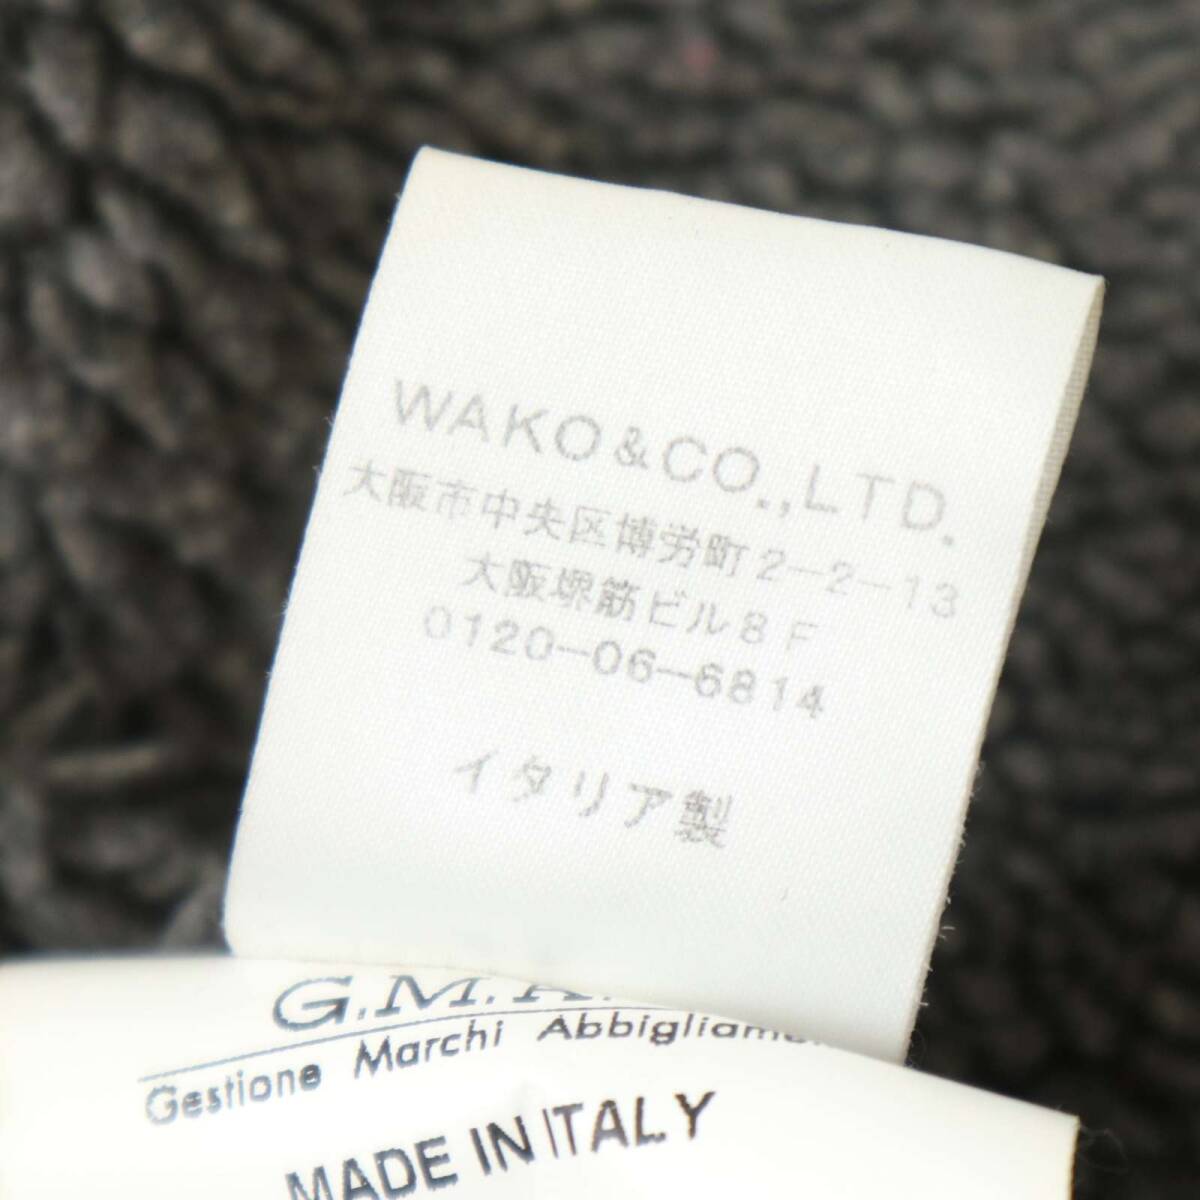 WAKO&CO.,LTD.
大阪市中央区博労町2-2-13
大阪堺筋ビル8F
0120-06-6814
イタリア製
G.M.A.
Gestione Marchi
MADE IN ITALY